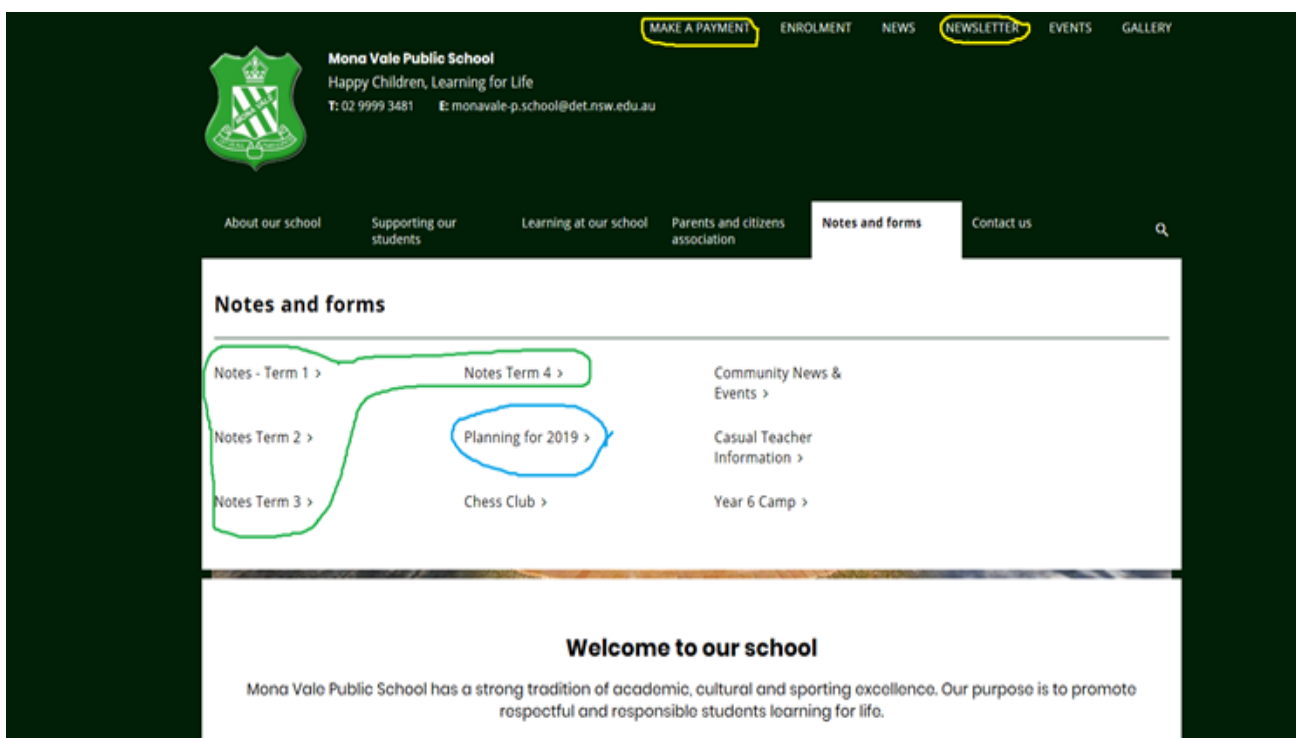 MAKE A PAYMENT ENROLMENT NEWS NEWSLETTER EVENTS GALLERY
Mona Vale Public School
Happy Children, Learning for Life
T: 02 9999 3481 E: monavale-p.school@det.nsw.edu.au
MONA VALE
About our school
Supporting our
students
Learning at our school
Parents and citizens
association
Notes and forms
Contact us
Notes and forms
Notes - Term 1 >
Notes Term 4 >
Community News &
Events >
Notes Term 2 >
Planning for 2019 >
Casual Teacher
Information >
Notes Term 3 >
Chess Club >
Year 6 Camp >
Welcome to our school
Mona Vale Public School has a strong tradition of academic, cultural and sporting excellence. Our purpose is to promote
respectful and responsible students learning for life.